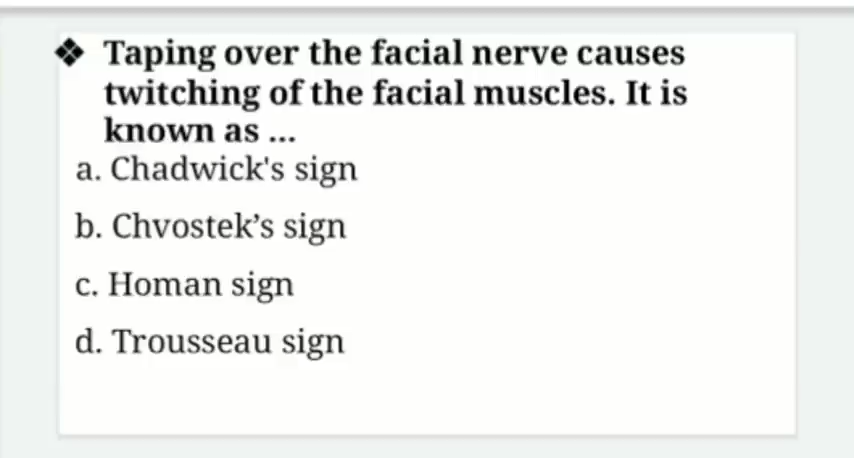 ❖ Taping over the facial nerve causes
twitching of the facial muscles. It is
known as ...
a. Chadwick's sign
b. Chvostek’s sign
c. Homan sign
d. Trousseau sign